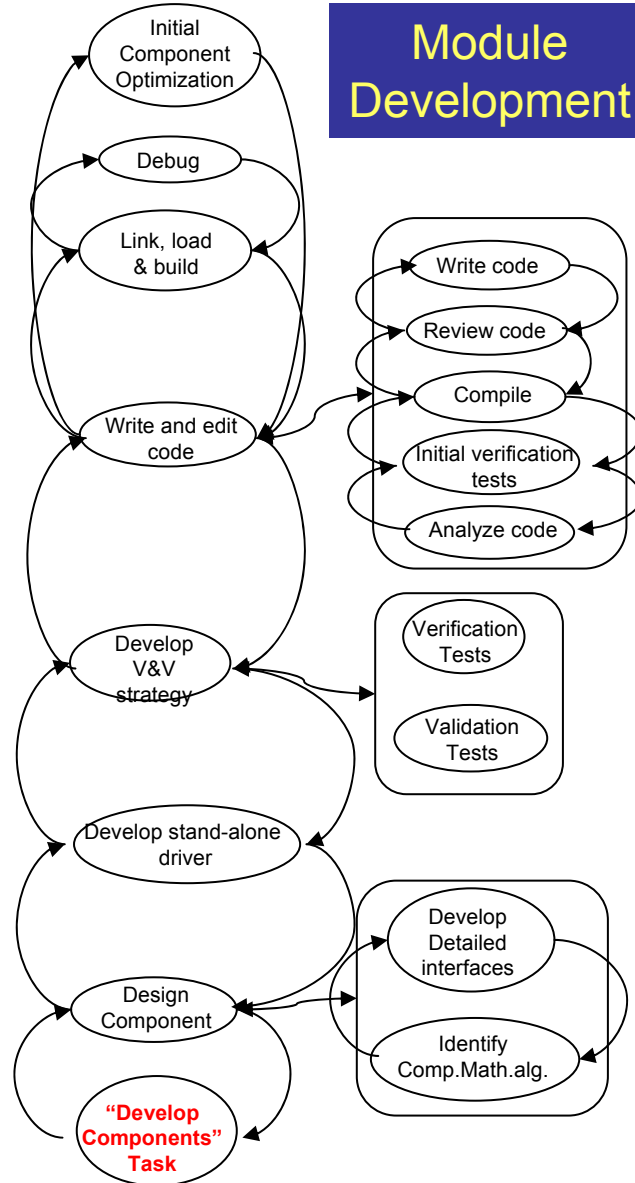 Module
Development
Initial
Component
Optimization
Debug
Link, load
& build
Write and edit
code
Develop
V&V
strategy
Develop stand-alone
driver
Design
Component
“Develop
Components”
Task
Write code
Review code
Compile
Initial verification
tests
Analyze code
Verification
Tests
Validation
Tests
Develop
Detailed
interfaces
Identify
Comp.Math.alg.